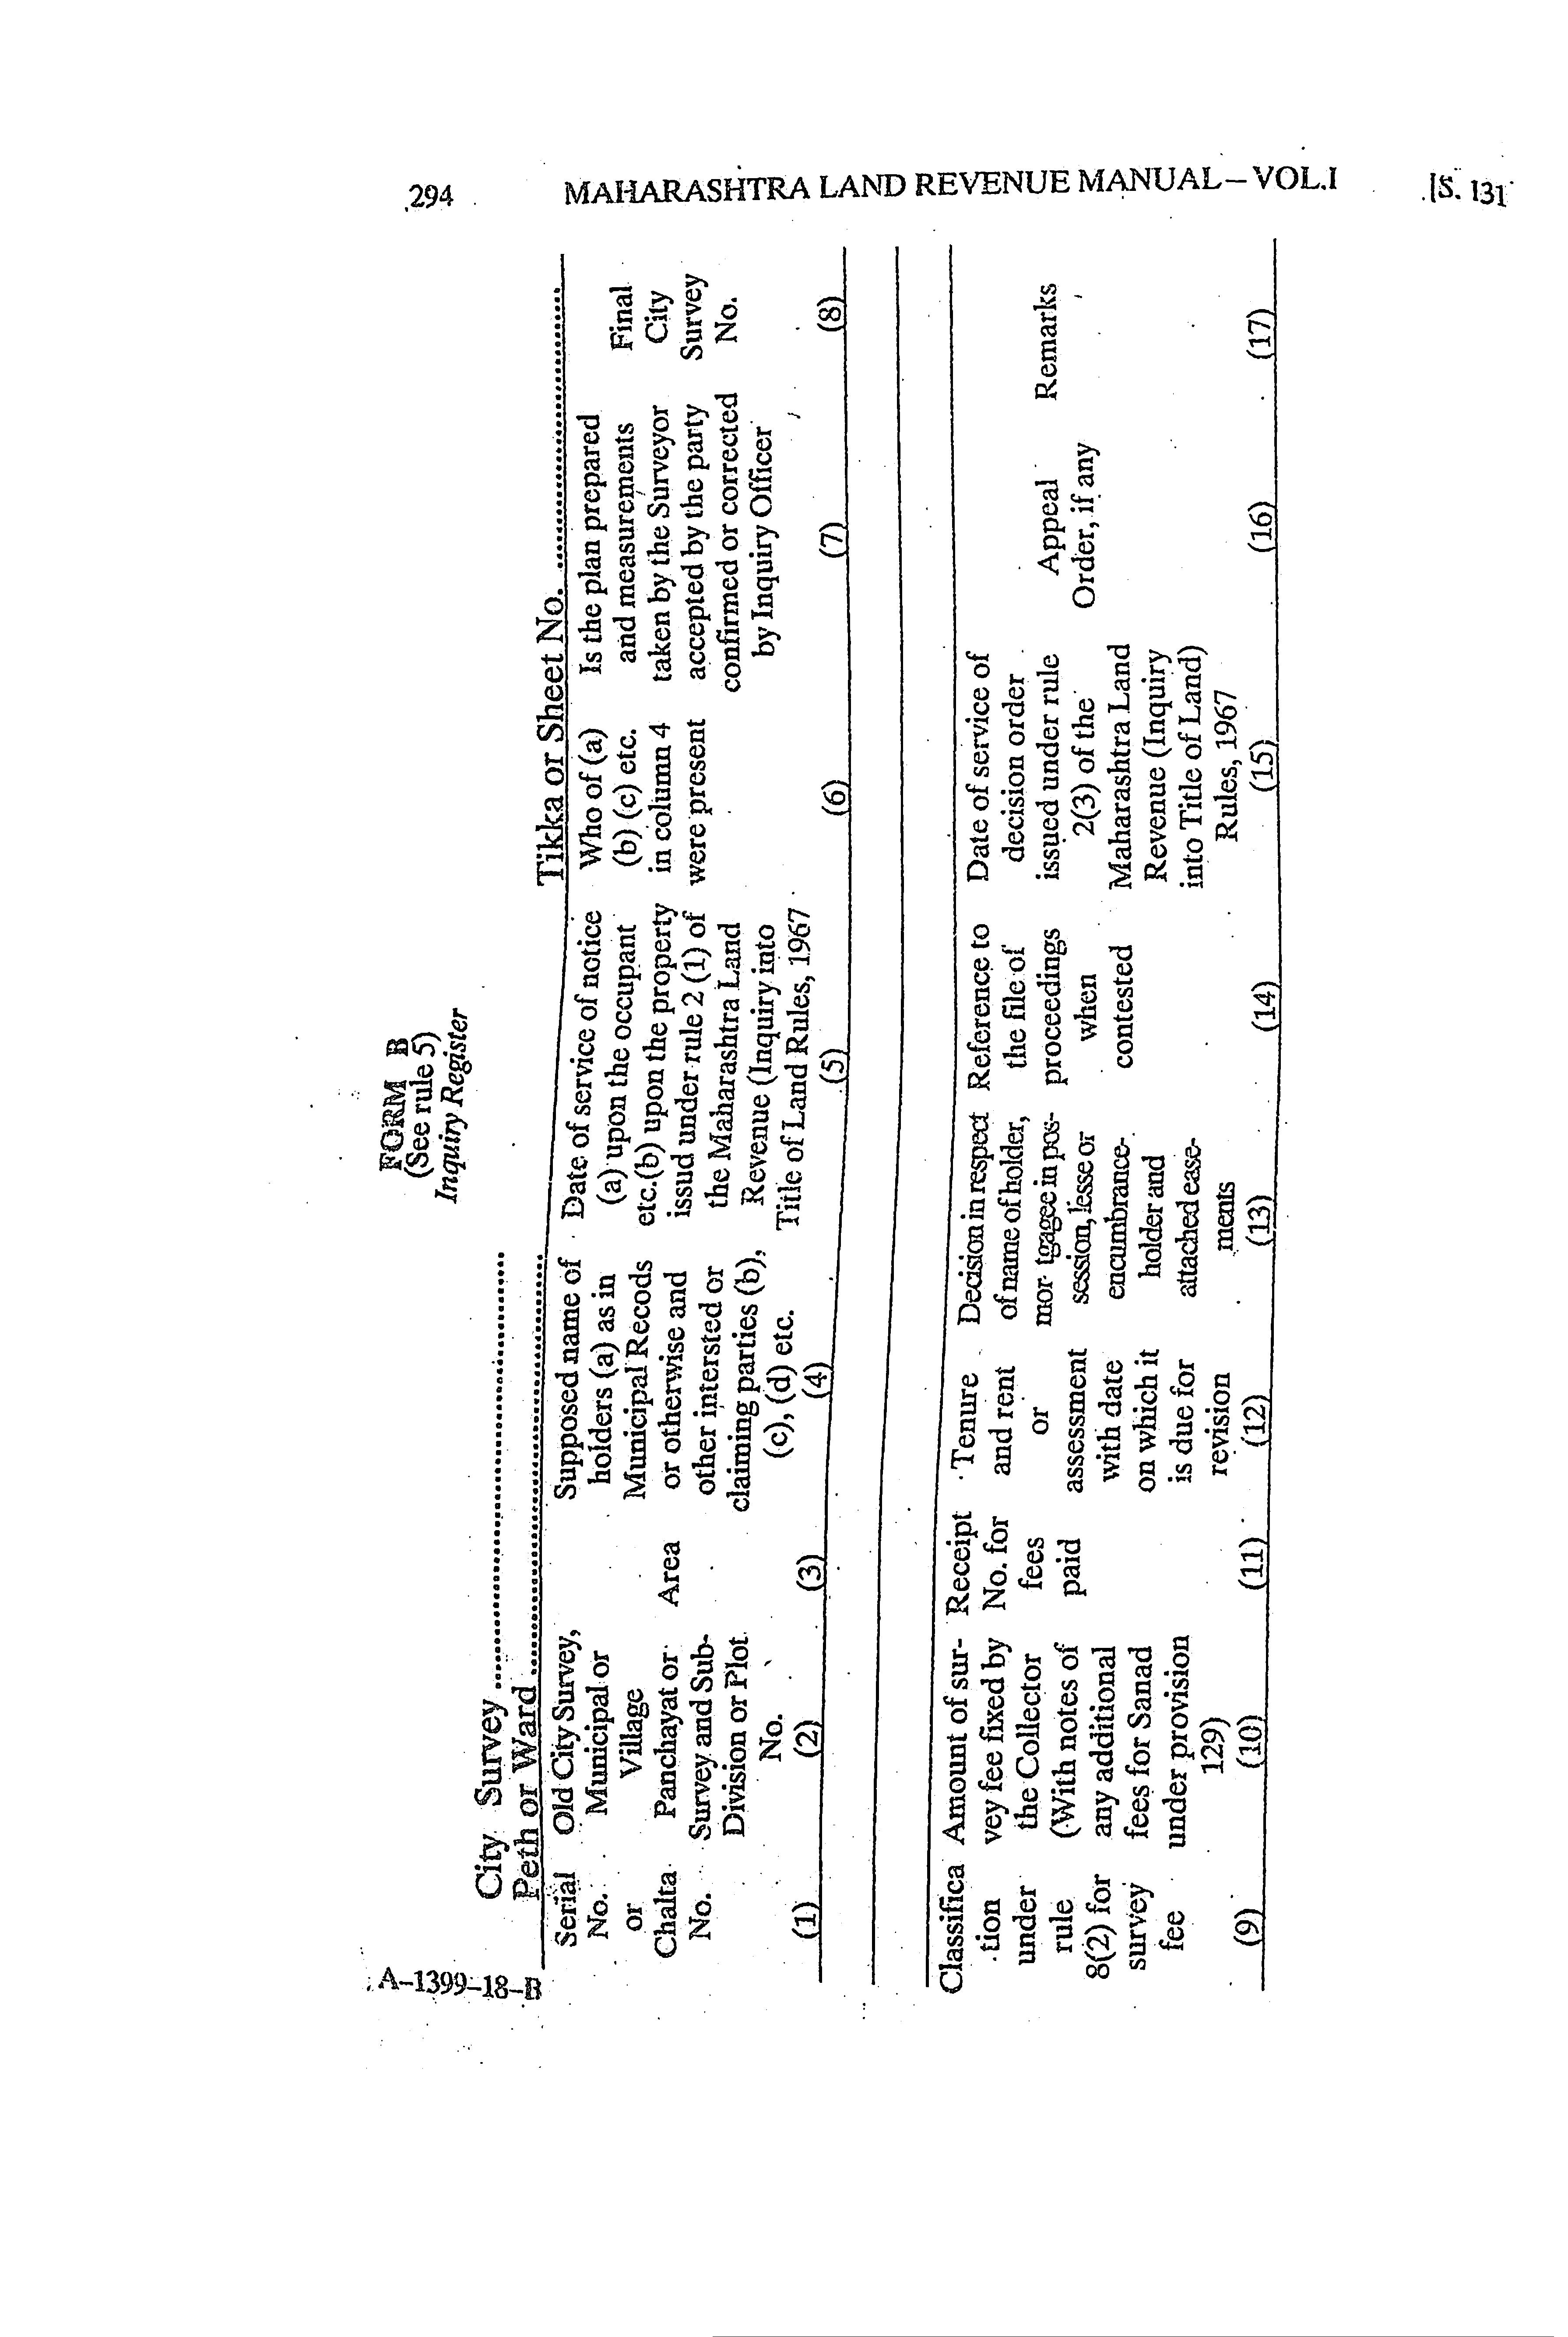 294 MAHARASHTRA LAND REVENUE MANUAL – VOL.I [S. 131
FORM B
(See rule 5)
Inquiry Register
City Survey ..........................................
Peth or Ward ..........................................
Tikka or Sheet No. ...........................
Serial
No.
or
Chalta
No.
(1)
Old City Survey,
Municipal or
Village
Panchayat or
Survey and Sub-
Division or Plot
No.
(2)
Area
(3)
Supposed name of
holders (a) as in
Municipal Recods
or otherwise and
other intersted or
claiming parties (b),
(c), (d) etc.
(4)
Date of service of notice
(a) upon the occupant
etc.(b) upon the property
issud under rule 2 (1) of
the Maharashtra Land
Revenue (Inquiry into
Title of Land Rules, 1967
(5)
Who of (a)
(b) (c) etc.
in column 4
were present
(6)
Is the plan prepared
and measurements
taken by the Surveyor
accepted by the party
confirmed or corrected
by Inquiry Officer
(7)
Final
City
Survey
No.
(8)
Classifica
tion
under
rule
8(2) for
survey
fee
(9)
Amount of sur-
vey fee fixed by
the Collector
(With notes of
any additional
fees for Sanad
under provision
129)
(10)
Receipt
No. for
fees
paid
(11)
Tenure
and rent
or
assessment
with date
on which it
is due for
revision
(12)
Decision in respect
of name of holder,
mor- tgagee in pos-
session, lesse or
encumbrance-
holder and
attached ease-
ments
(13)
Reference to
the file of
proceedings
when
contested
(14)
Date of service of
decision order
issued under rule
2(3) of the
Maharashtra Land
Revenue (Inquiry
into Title of Land)
Rules, 1967
(15)
Appeal
Order, if any
(16)
Remarks
(17)
A–1399–18–B